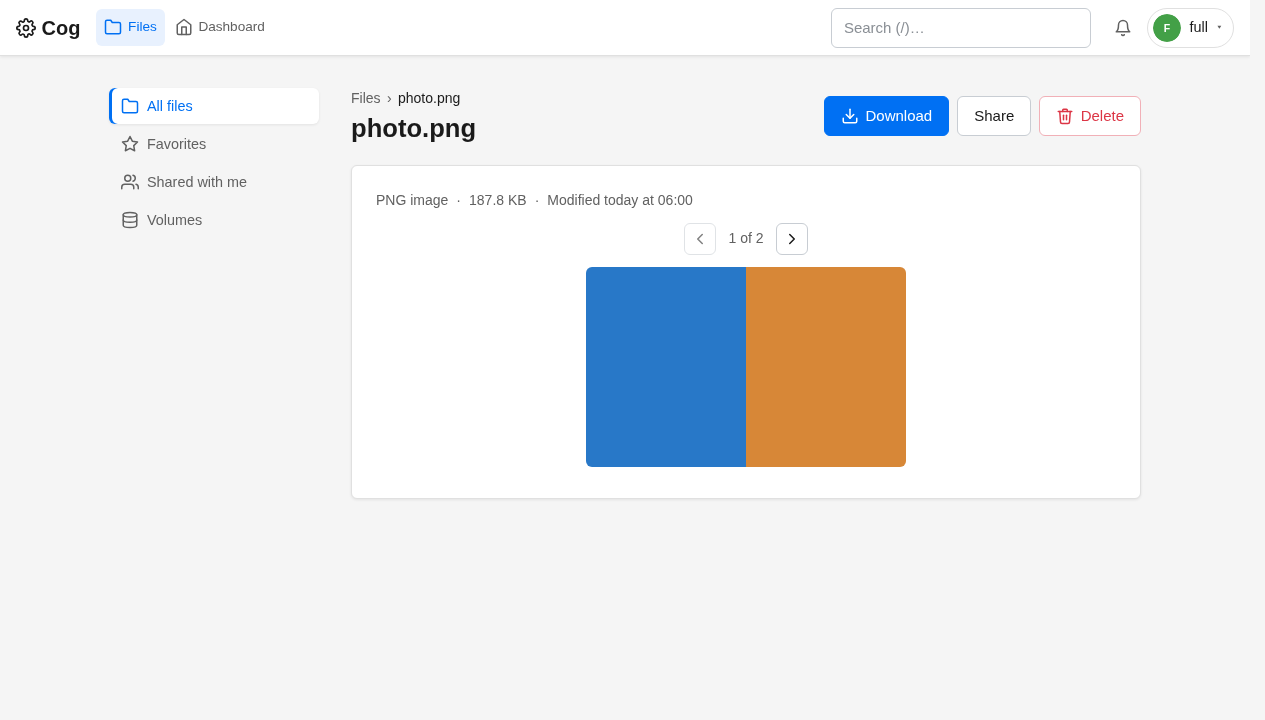 Cog
Files
Dashboard
Search (/)…
F
full
All files
Favorites
Shared with me
Volumes
Files › photo.png
photo.png
Download
Share
Delete
PNG image · 187.8 KB · Modified today at 06:00
1 of 2